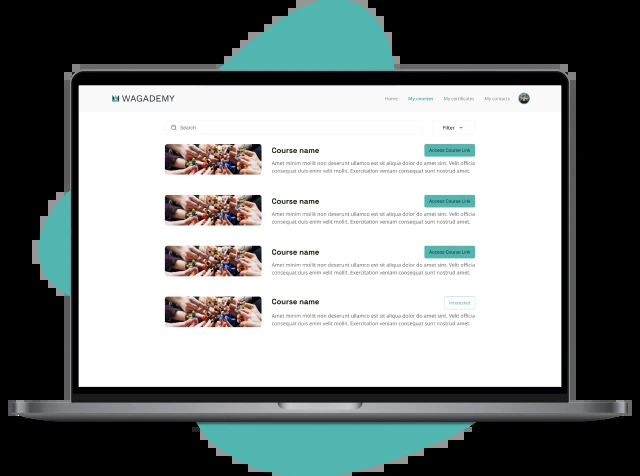 WAGADEMY
Home My courses My certificates My contacts
Search
Filter
Course name
Access Course Link
Amet minim mollit non deserunt ullamco est sit aliqua dolor do amet sint. Velit officia
consequat duis enim velit mollit. Exercitation veniam consequat sunt nostrud amet.
Course name
Access Course Link
Amet minim mollit non deserunt ullamco est sit aliqua dolor do amet sint. Velit officia
consequat duis enim velit mollit. Exercitation veniam consequat sunt nostrud amet.
Course name
Access Course Link
Amet minim mollit non deserunt ullamco est sit aliqua dolor do amet sint. Velit officia
consequat duis enim velit mollit. Exercitation veniam consequat sunt nostrud amet.
Course name
Interested
Amet minim mollit non deserunt ullamco est sit aliqua dolor do amet sint. Velit officia
consequat duis enim velit mollit. Exercitation veniam consequat sunt nostrud amet.